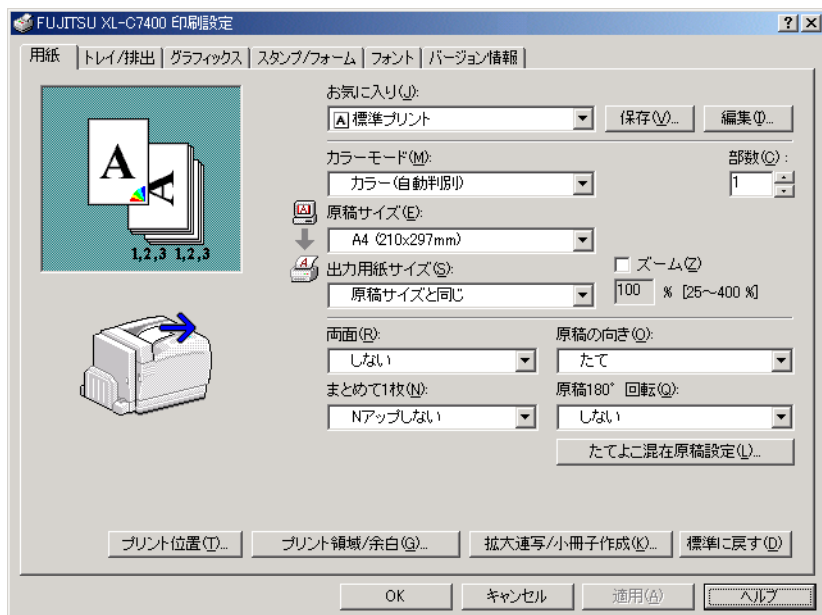 FUJITSU XL-C7400 印刷設定
用紙 トレイ/排出 グラフィックス スタンプ/フォーム フォント バージョン情報
お気に入り(J):
A 標準プリント 保存(V)... 編集(I)...
カラーモード(M): 部数(C) :
カラー(自動判別) 1
原稿サイズ(E):
A4 (210x297mm)
出力用紙サイズ(S): ズーム(Z)
原稿サイズと同じ 100 % [25～400 %]
A A
1,2,3 1,2,3
両面(R): 原稿の向き(O):
しない たて
まとめて1枚(N): 原稿180° 回転(Q):
Nアップしない しない
たてよこ混在原稿設定(L)...
プリント位置(T)... プリント領域/余白(G)... 拡大連写/小冊子作成(K)... 標準に戻す(D)
OK キャンセル 適用(A) ヘルプ